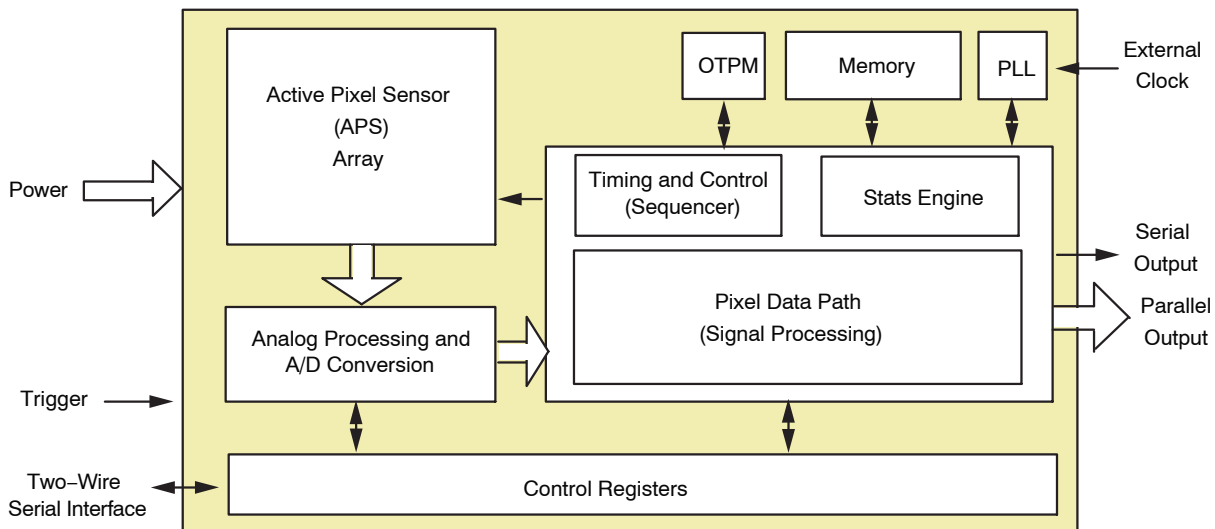 Active Pixel Sensor
(APS)
Array
OTPM
Memory
PLL
External
Clock
Power
Timing and Control
(Sequencer)
Stats Engine
Serial
Output
Pixel Data Path
(Signal Processing)
Parallel
Output
Analog Processing and
A/D Conversion
Trigger
Two−Wire
Serial Interface
Control Registers